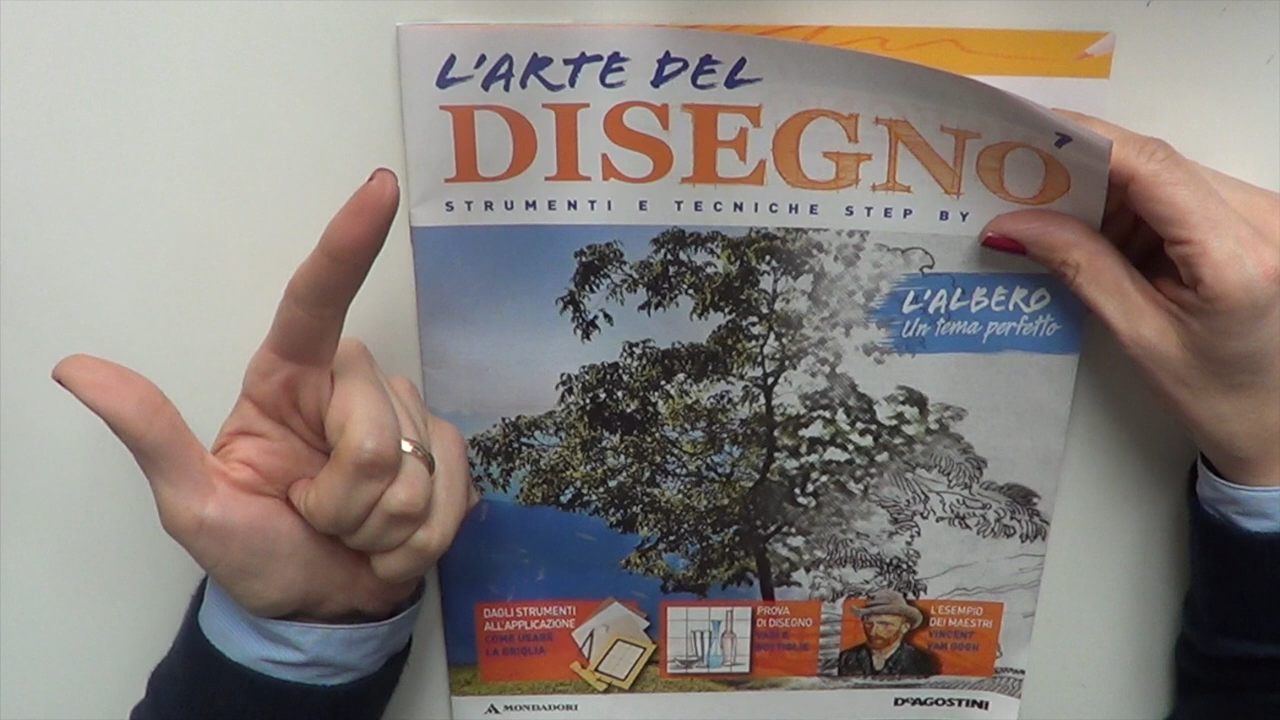 L'ARTE DEL
DISEGNO
7
STRUMENTI E TECNICHE STEP BY
L'ALBERO
Un tema perfetto
DAGLI STRUMENTI
ALL'APPLICAZIONE
COME USARE
LA GRIGLIA
PROVA
DI DISEGNO
VASI E
BOTTIGLIE
L'ESEMPIO
DEI MAESTRI
VINCENT
VAN GOGH
MONDADORI
DEAGOSTINI